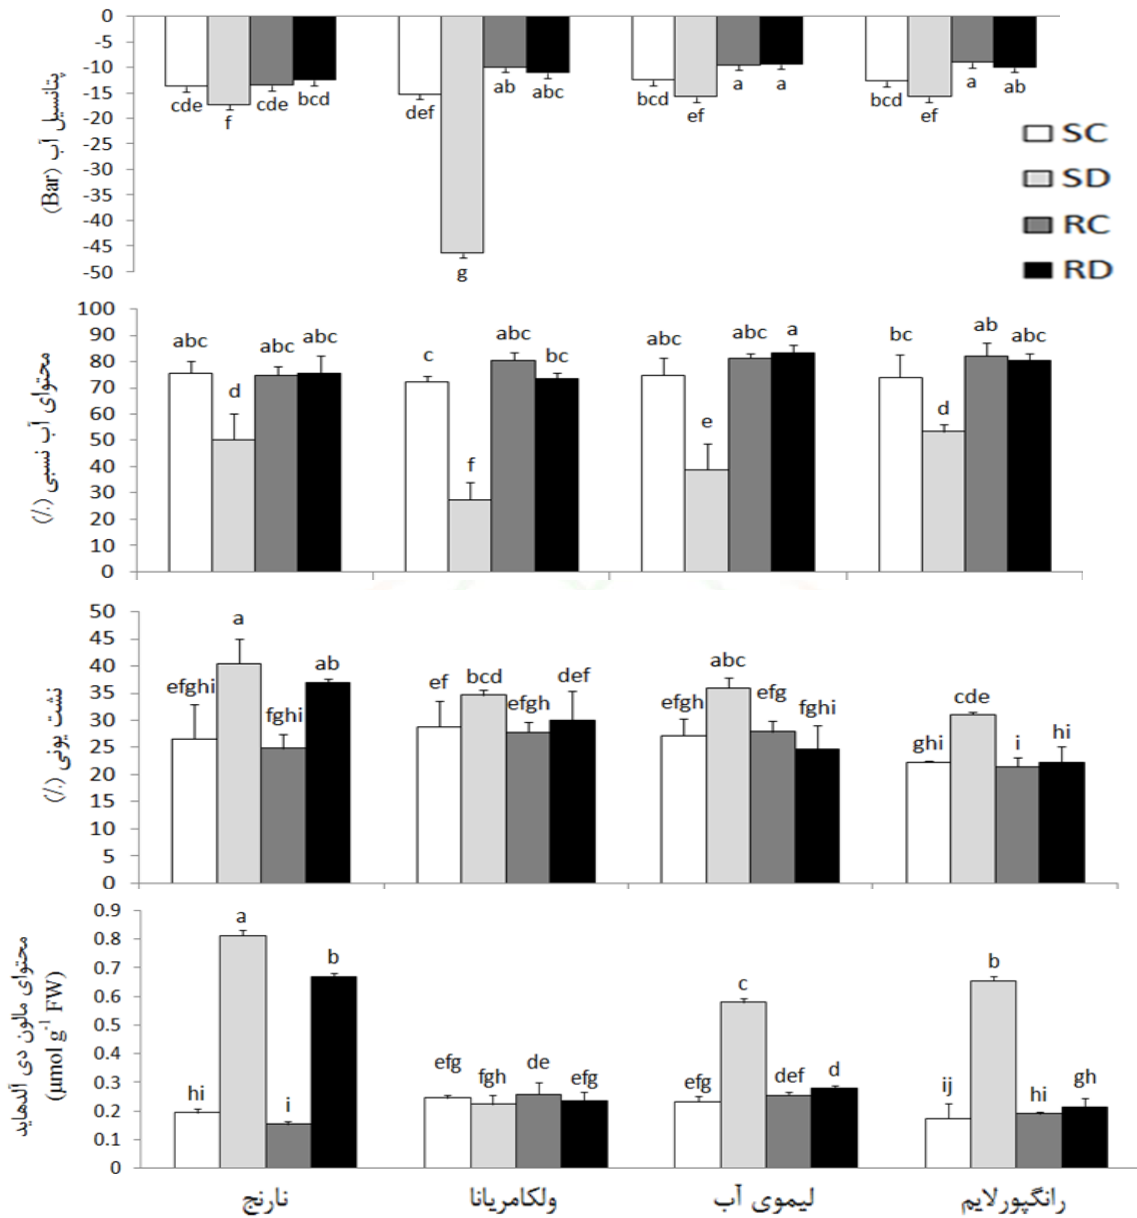 0
-5
-10
-15
-20
-25
-30
-35
-40
-45
-50
پتانسیل آب (Bar)
cde f cde bcd
def g ab abc
bcd ef a a
bcd ef a ab
SC
SD
RC
RD
100
90
80
70
60
50
40
30
20
10
0
محتوای آب نسبی (٪)
abc d abc abc
c f abc bc
abc e abc a
bc d ab abc
50
45
40
35
30
25
20
15
10
5
0
نشت یونی (٪)
efghi a fghi ab
ef bcd efgh def
efgh abc efg fghi
ghi cde i hi
0.9
0.8
0.7
0.6
0.5
0.4
0.3
0.2
0.1
0
محتوای مالون دی آلدهاید
(µmol g⁻¹ FW)
hi a i b
efg fgh de efg
efg c def d
ij b hi gh
نارنج
ولکامریانا
لیموی آب
رانگپورلایم